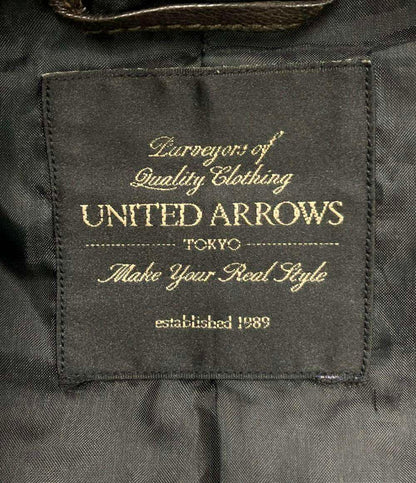 Purveyors of
Quality Clothing
UNITED ARROWS
TOKYO
Make Your Real Style
established 1989